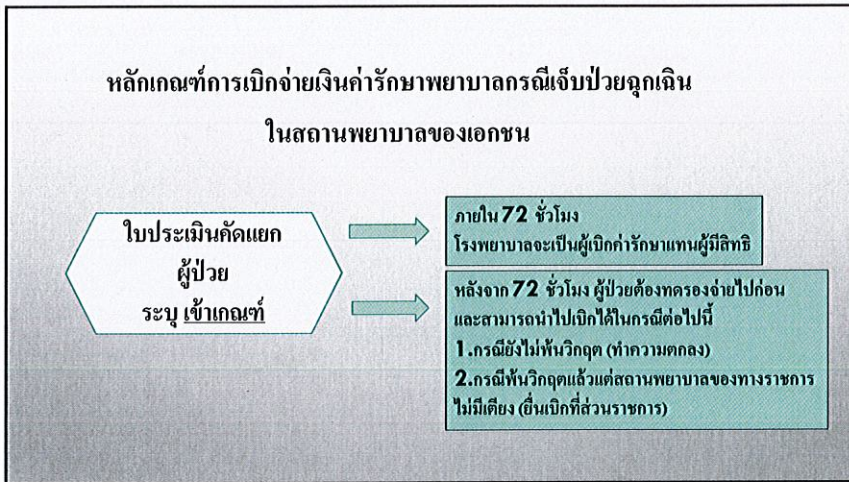 หลักเกณฑ์การเบิกจ่ายเงินค่ารักษาพยาบาลกรณีเจ็บป่วยฉุกเฉิน
ในสถานพยาบาลของเอกชน
ใบประเมินคัดแยก
ผู้ป่วย
ระบุ เข้าเกณฑ์
ภายใน 72 ชั่วโมง
โรงพยาบาลจะเป็นผู้เบิกค่ารักษาแทนผู้มีสิทธิ
หลังจาก 72 ชั่วโมง ผู้ป่วยต้องทดรองจ่ายไปก่อน
และสามารถนำไปเบิกได้ในกรณีต่อไปนี้
1.กรณียังไม่พ้นวิกฤต (ทำความตกลง)
2.กรณีพ้นวิกฤตแล้วแต่สถานพยาบาลของทางราชการ
ไม่มีเตียง (ยื่นเบิกที่ส่วนราชการ)